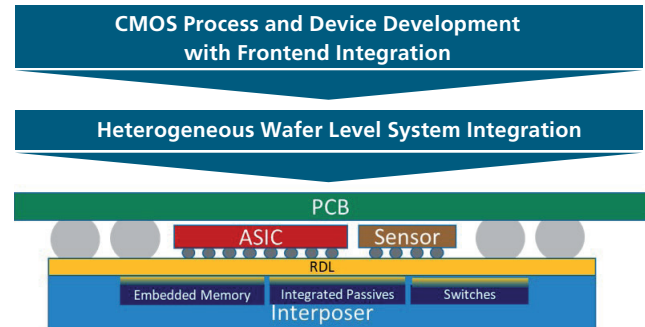 CMOS Process and Device Development
with Frontend Integration
Heterogeneous Wafer Level System Integration
PCB
ASIC
Sensor
RDL
Embedded Memory
Integrated Passives
Switches
Interposer